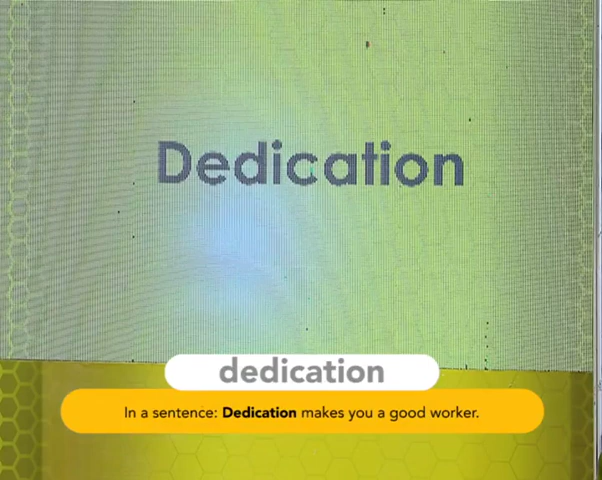 Dedication
dedication
In a sentence: Dedication makes you a good worker.